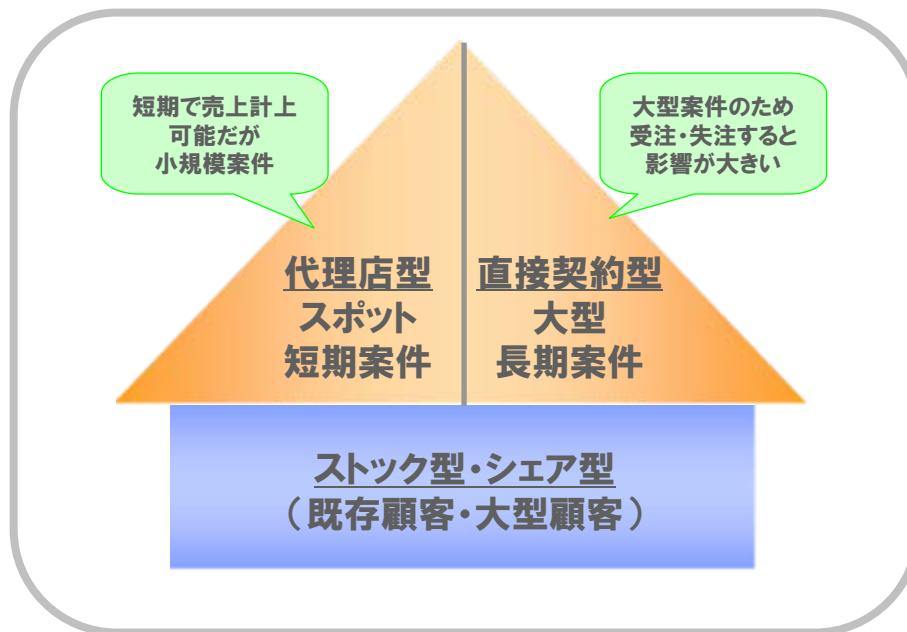 短期で売上計上
可能だが
小規模案件
大型案件のため
受注・失注すると
影響が大きい
代理店型
スポット
短期案件
直接契約型
大型
長期案件
ストック型・シェア型
（既存顧客・大型顧客）